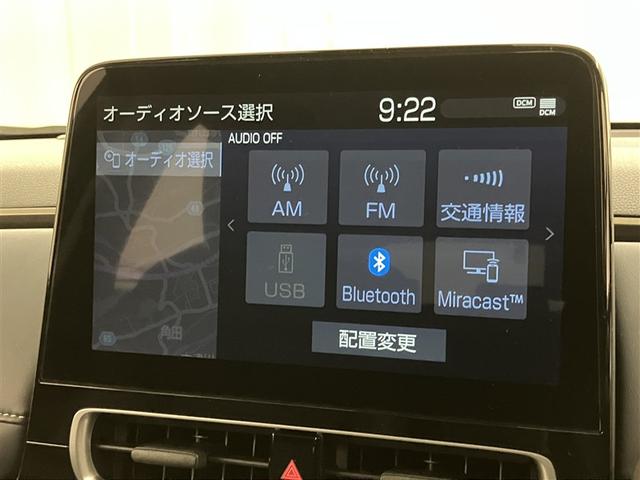 オーディオソース選択
9:22
DCM
DCM
オーディオ選択
AUDIO OFF
AM
FM
交通情報
USB
Bluetooth
Miracast™
配置変更
角田